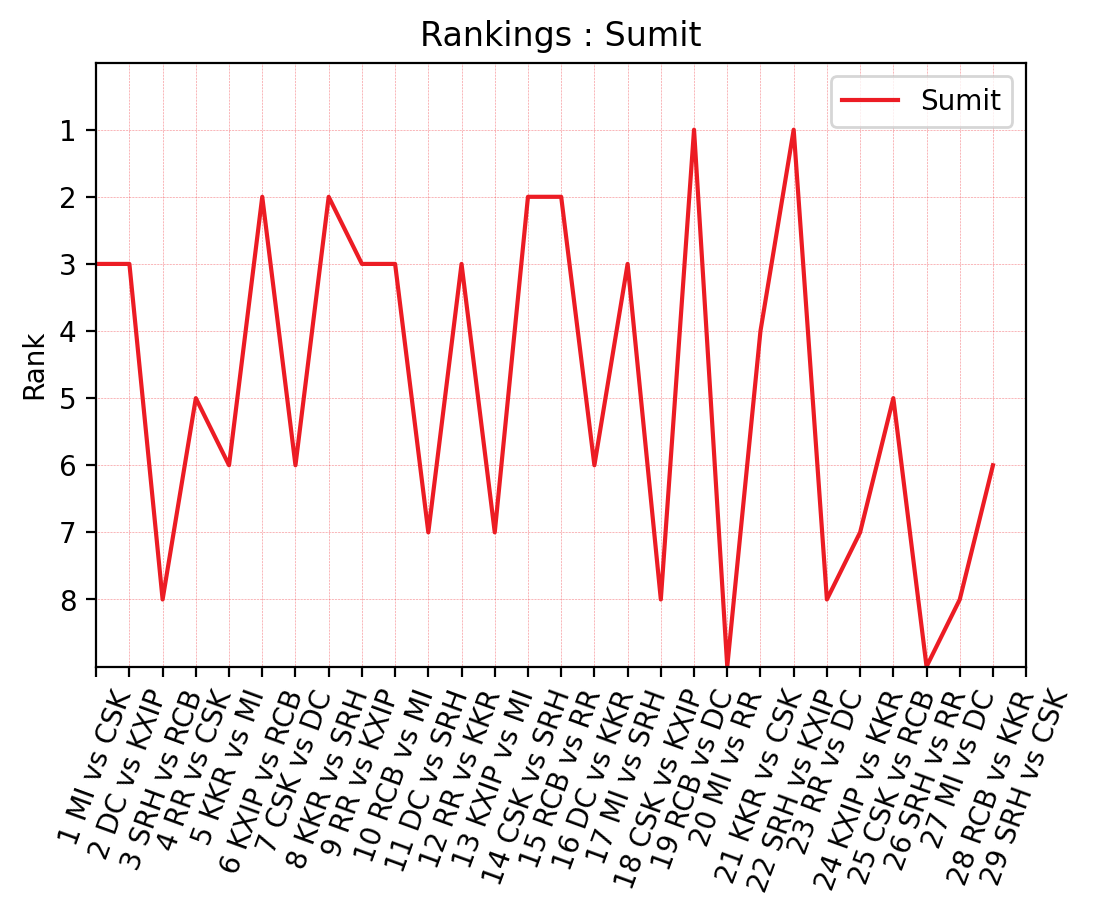 Rankings : Sumit
Sumit
Rank
1
2
3
4
5
6
7
8
1 MI vs CSK
2 DC vs KXIP
3 SRH vs RCB
4 RR vs CSK
5 KKR vs MI
6 KXIP vs RCB
7 CSK vs DC
8 KKR vs SRH
9 RR vs KXIP
10 RCB vs MI
11 DC vs SRH
12 RR vs KKR
13 KXIP vs MI
14 CSK vs SRH
15 RCB vs RR
16 DC vs KKR
17 MI vs SRH
18 CSK vs KXIP
19 RCB vs DC
20 MI vs RR
21 KKR vs CSK
22 SRH vs KXIP
23 RR vs DC
24 KXIP vs KKR
25 CSK vs RCB
26 SRH vs RR
27 MI vs DC
28 RCB vs KKR
29 SRH vs CSK